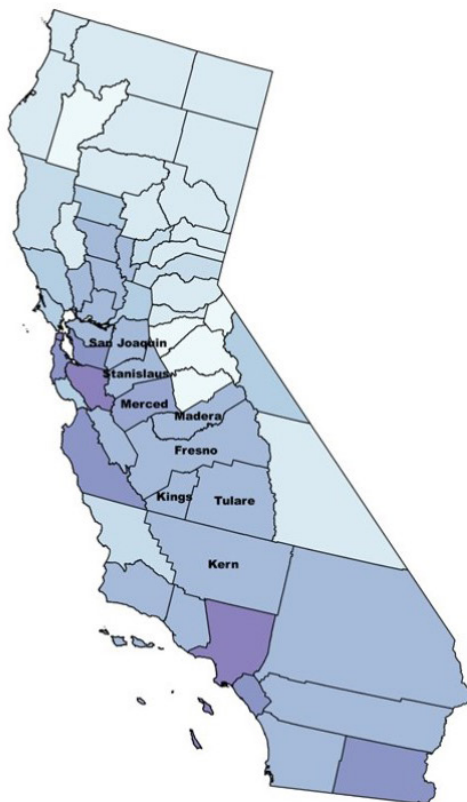 San Joaquin
Stanislaus
Merced
Madera
Fresno
Kings
Tulare
Kern